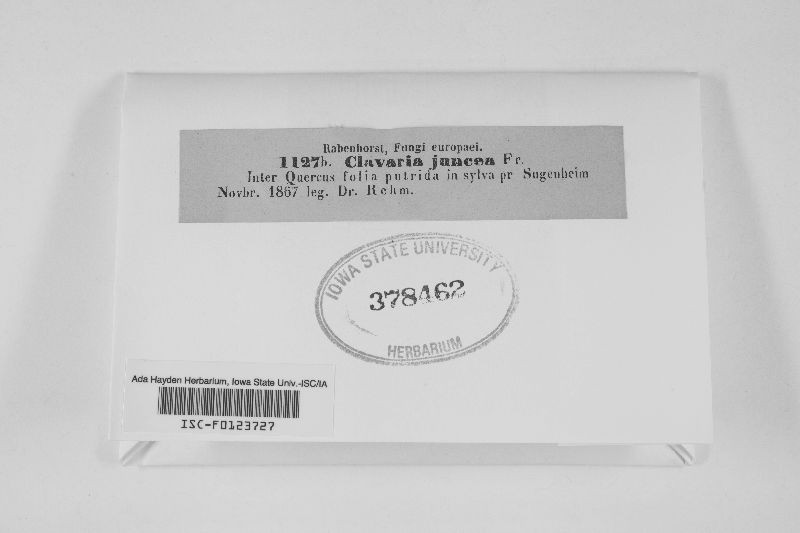 Rabenhorst, Fungi europaei.
1127b. Clavaria juncea Fr.
Inter Quercus folia putrida in sylva pr Sugenheim
Novbr. 1867 leg. Dr. Rehm.
IOWA STATE UNIVERSITY
378462
HERBARIUM
Ada Hayden Herbarium, Iowa State Univ.-ISC/IA
ISC-F0123727